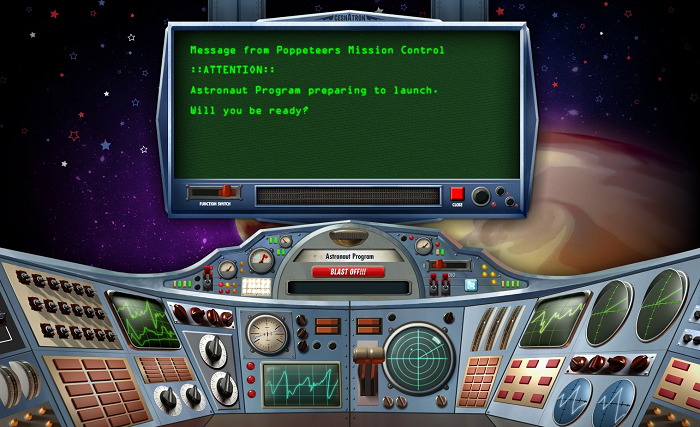 CESNATRON
Message from Poppeteers Mission Control
::ATTENTION::
Astronaut Program preparing to launch.
Will you be ready?
FUNCTION SWITCH
CLOSE
Astronaut Program
BLAST OFF!!!